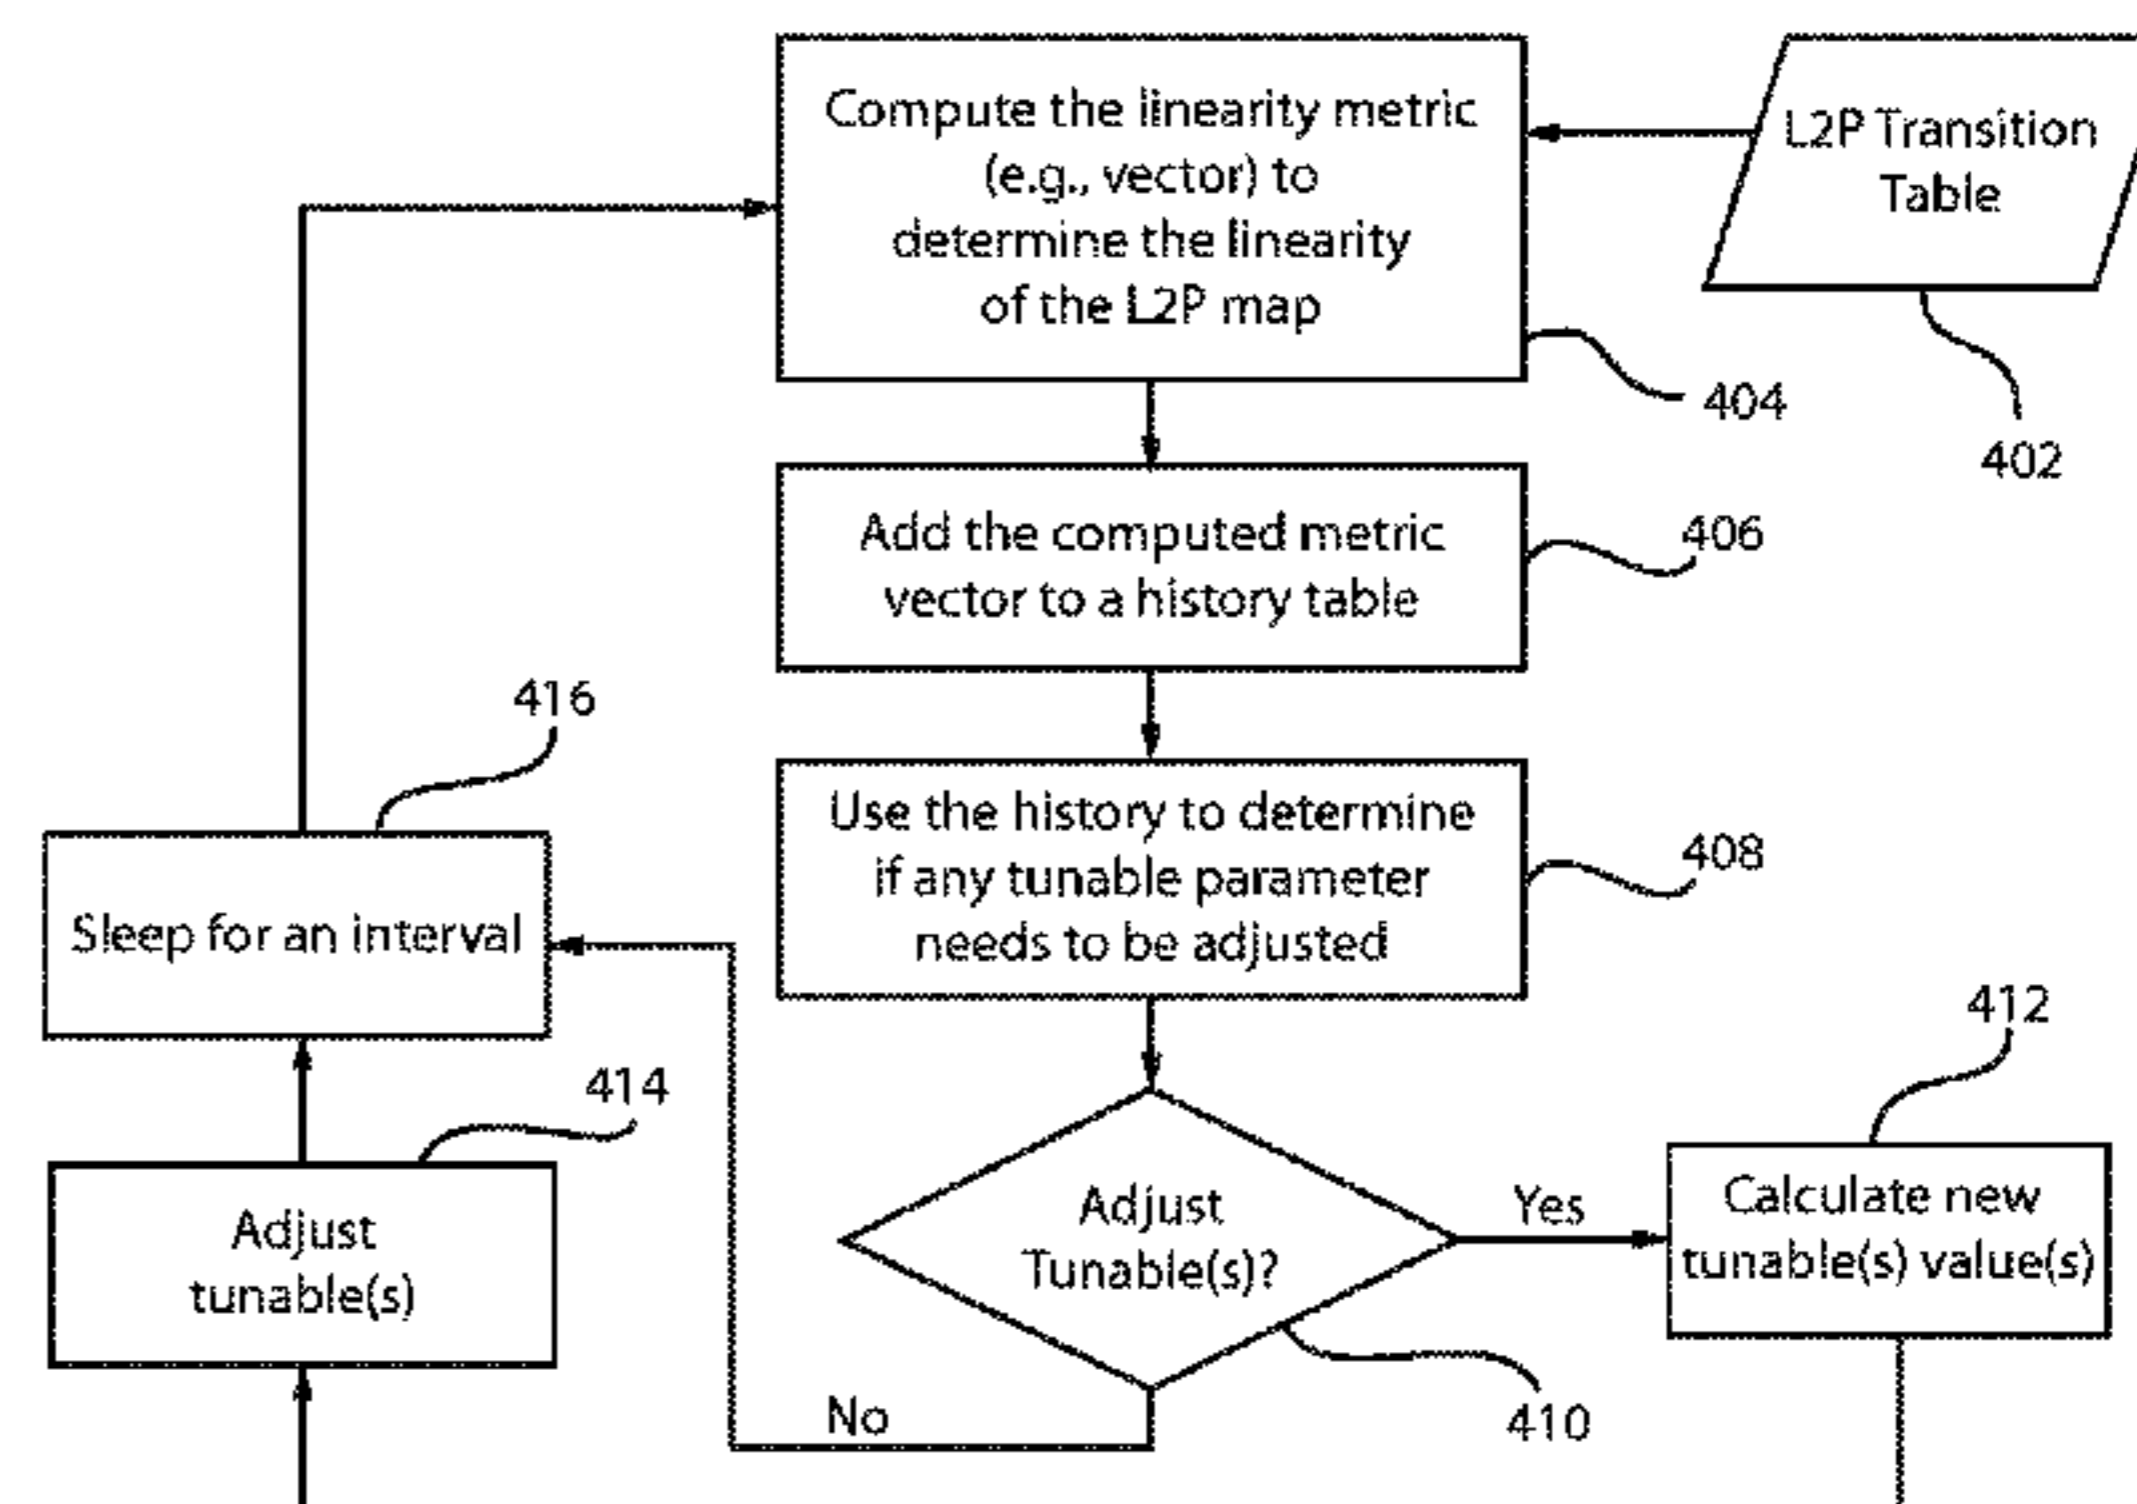 Compute the linearity metric
(e.g., vector) to
determine the linearity
of the L2P map
L2P Transition
Table
404
402
Add the computed metric
vector to a history table
406
416
Use the history to determine
if any tunable parameter
needs to be adjusted
408
Sleep for an interval
412
414
Adjust
tunable(s)
Adjust
Tunable(s)?
Yes
Calculate new
tunable(s) value(s)
No
410